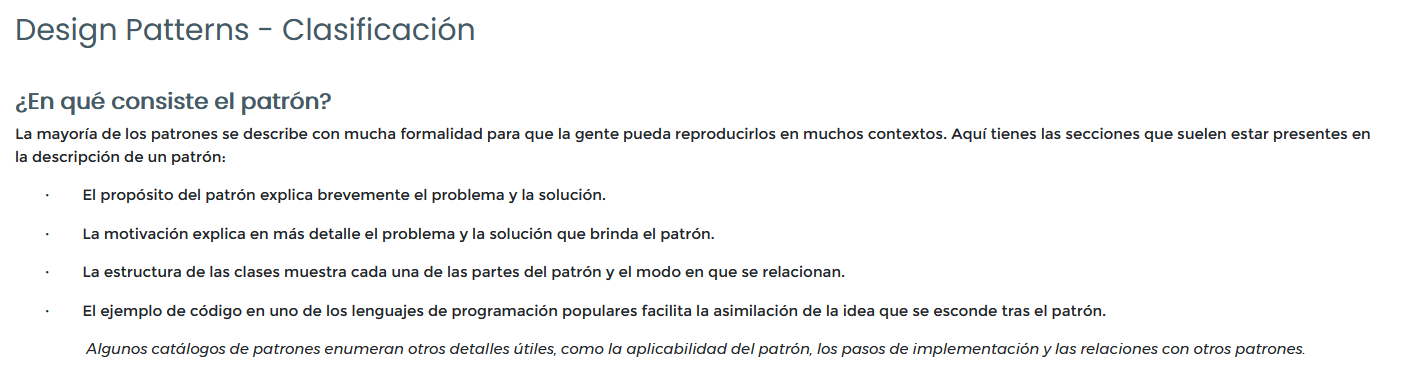 Design Patterns - Clasificación
¿En qué consiste el patrón?
La mayoría de los patrones se describe con mucha formalidad para que la gente pueda reproducirlos en muchos contextos. Aquí tienes las secciones que suelen estar presentes en
la descripción de un patrón:
· El propósito del patrón explica brevemente el problema y la solución.
· La motivación explica en más detalle el problema y la solución que brinda el patrón.
· La estructura de las clases muestra cada una de las partes del patrón y el modo en que se relacionan.
· El ejemplo de código en uno de los lenguajes de programación populares facilita la asimilación de la idea que se esconde tras el patrón.
Algunos catálogos de patrones enumeran otros detalles útiles, como la aplicabilidad del patrón, los pasos de implementación y las relaciones con otros patrones.